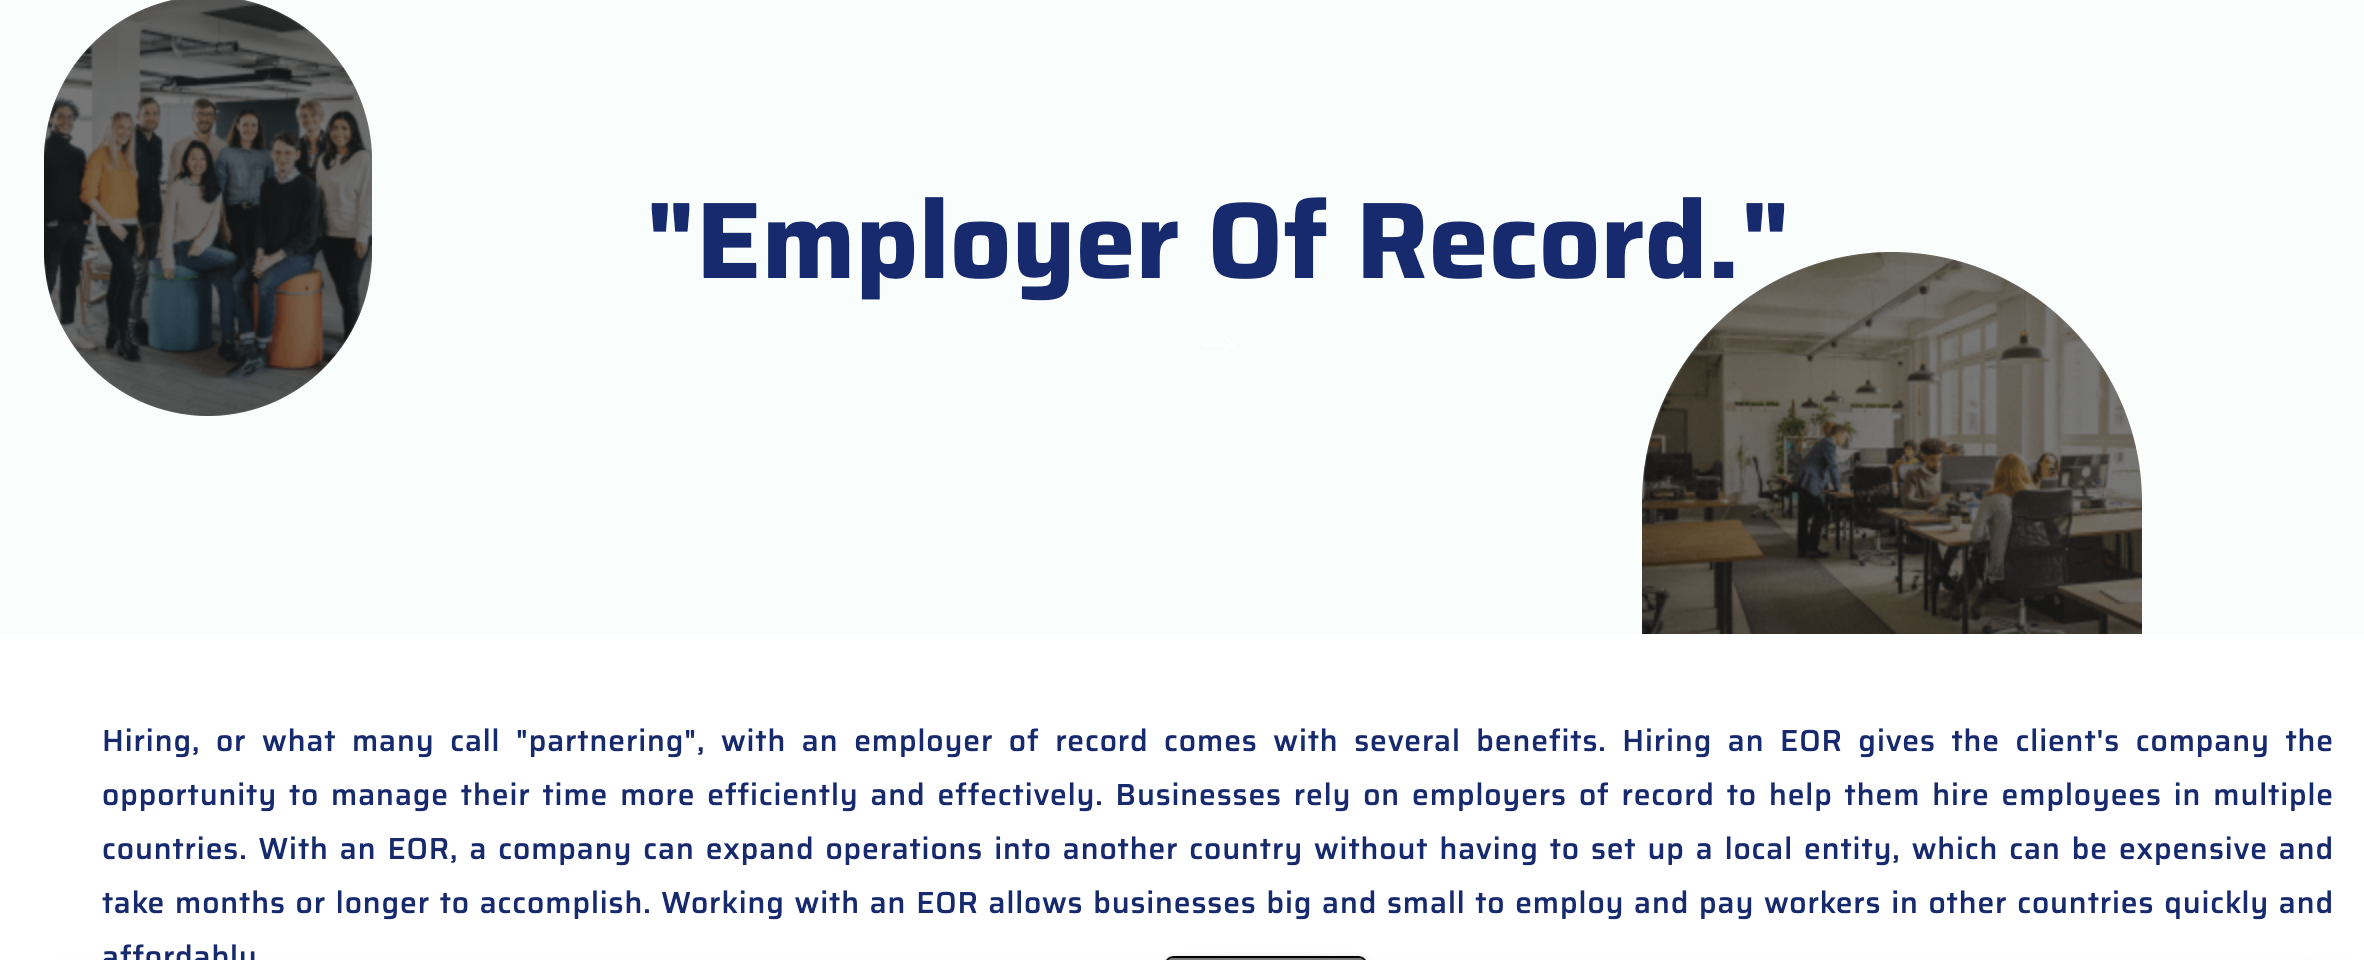 "Employer Of Record."
Hiring, or what many call "partnering", with an employer of record comes with several benefits. Hiring an EOR gives the client's company the
opportunity to manage their time more efficiently and effectively. Businesses rely on employers of record to help them hire employees in multiple
countries. With an EOR, a company can expand operations into another country without having to set up a local entity, which can be expensive and
take months or longer to accomplish. Working with an EOR allows businesses big and small to employ and pay workers in other countries quickly and
affordably.